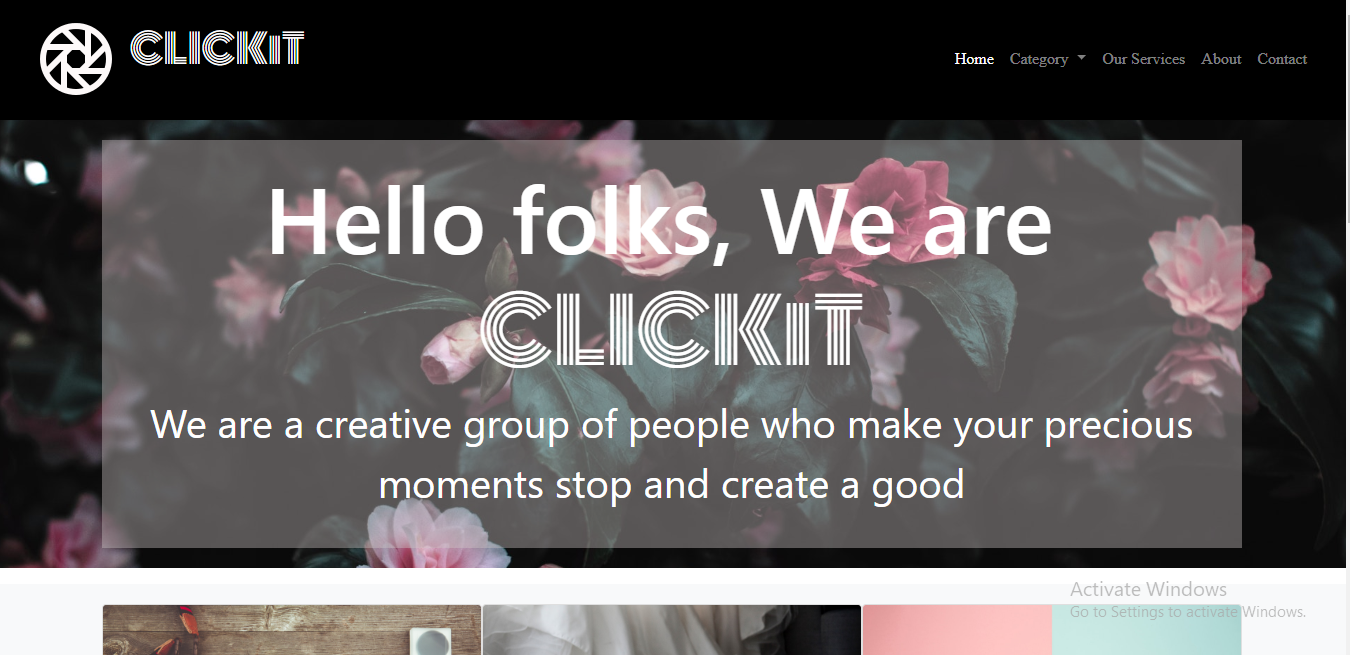 CLICKiT
Home Category Our Services About Contact
Hello folks, We are
CLICKiT
We are a creative group of people who make your precious
moments stop and create a good
Activate Windows
Go to Settings to activate Windows.